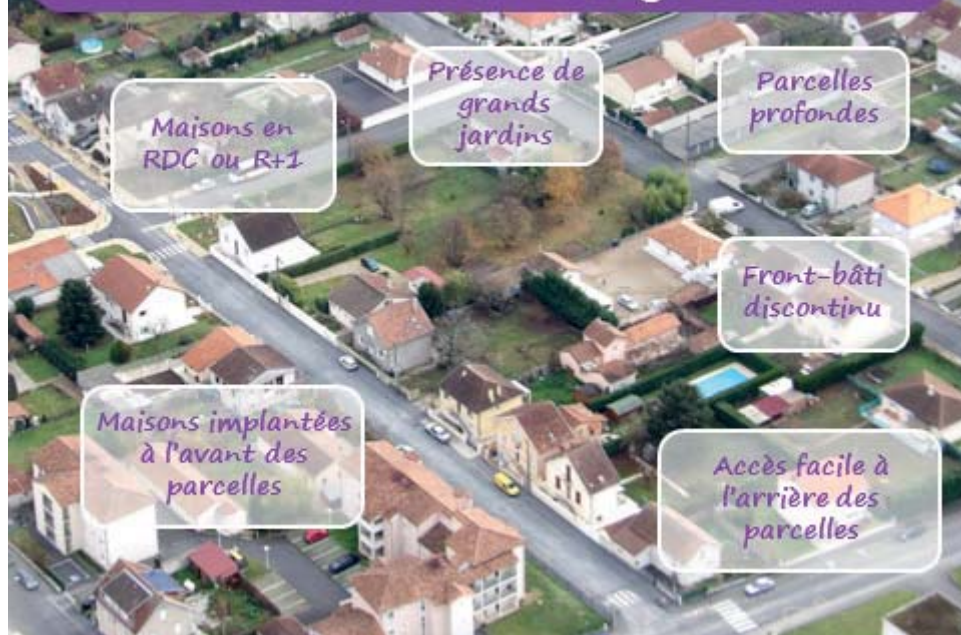 Présence de
grands
jardins
Parcelles
profondes
Maisons en
RDC ou R+1
Front-bâti
discontinu
Maisons implantées
à l'avant des
parcelles
Accès facile à
l'arrière des
parcelles